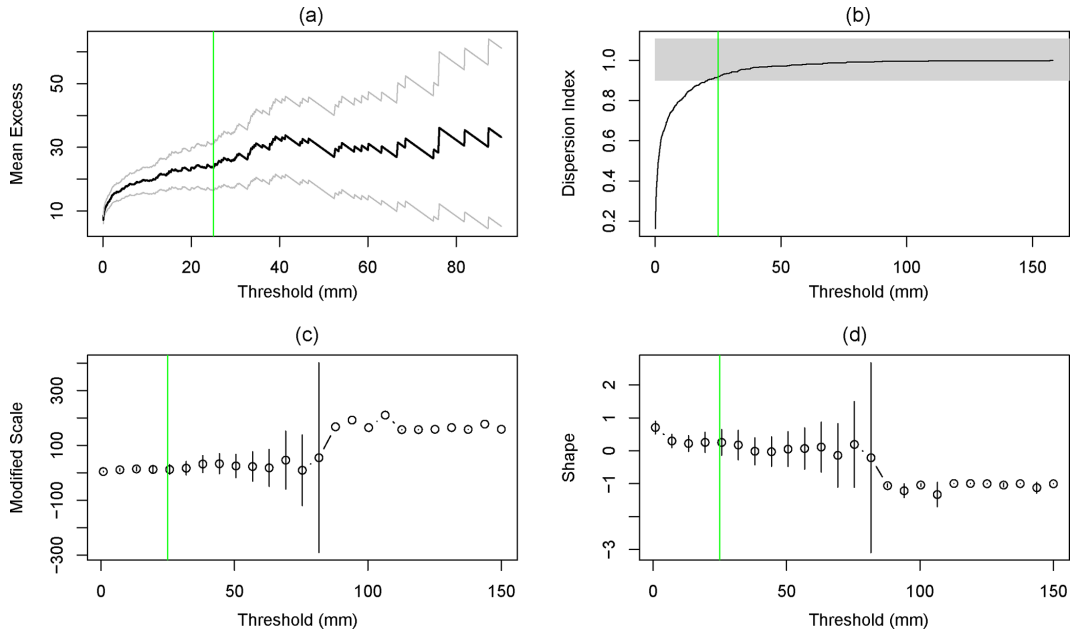 (a)
Mean Excess
10 30 50
0 20 40 60 80
Threshold (mm)
(b)
Dispersion Index
0.2 0.4 0.6 0.8 1.0
0 50 100 150
Threshold (mm)
(c)
Modified Scale
−300 −100 100 300
0 50 100 150
Threshold (mm)
(d)
Shape
−3 −1 0 1 2
0 50 100 150
Threshold (mm)